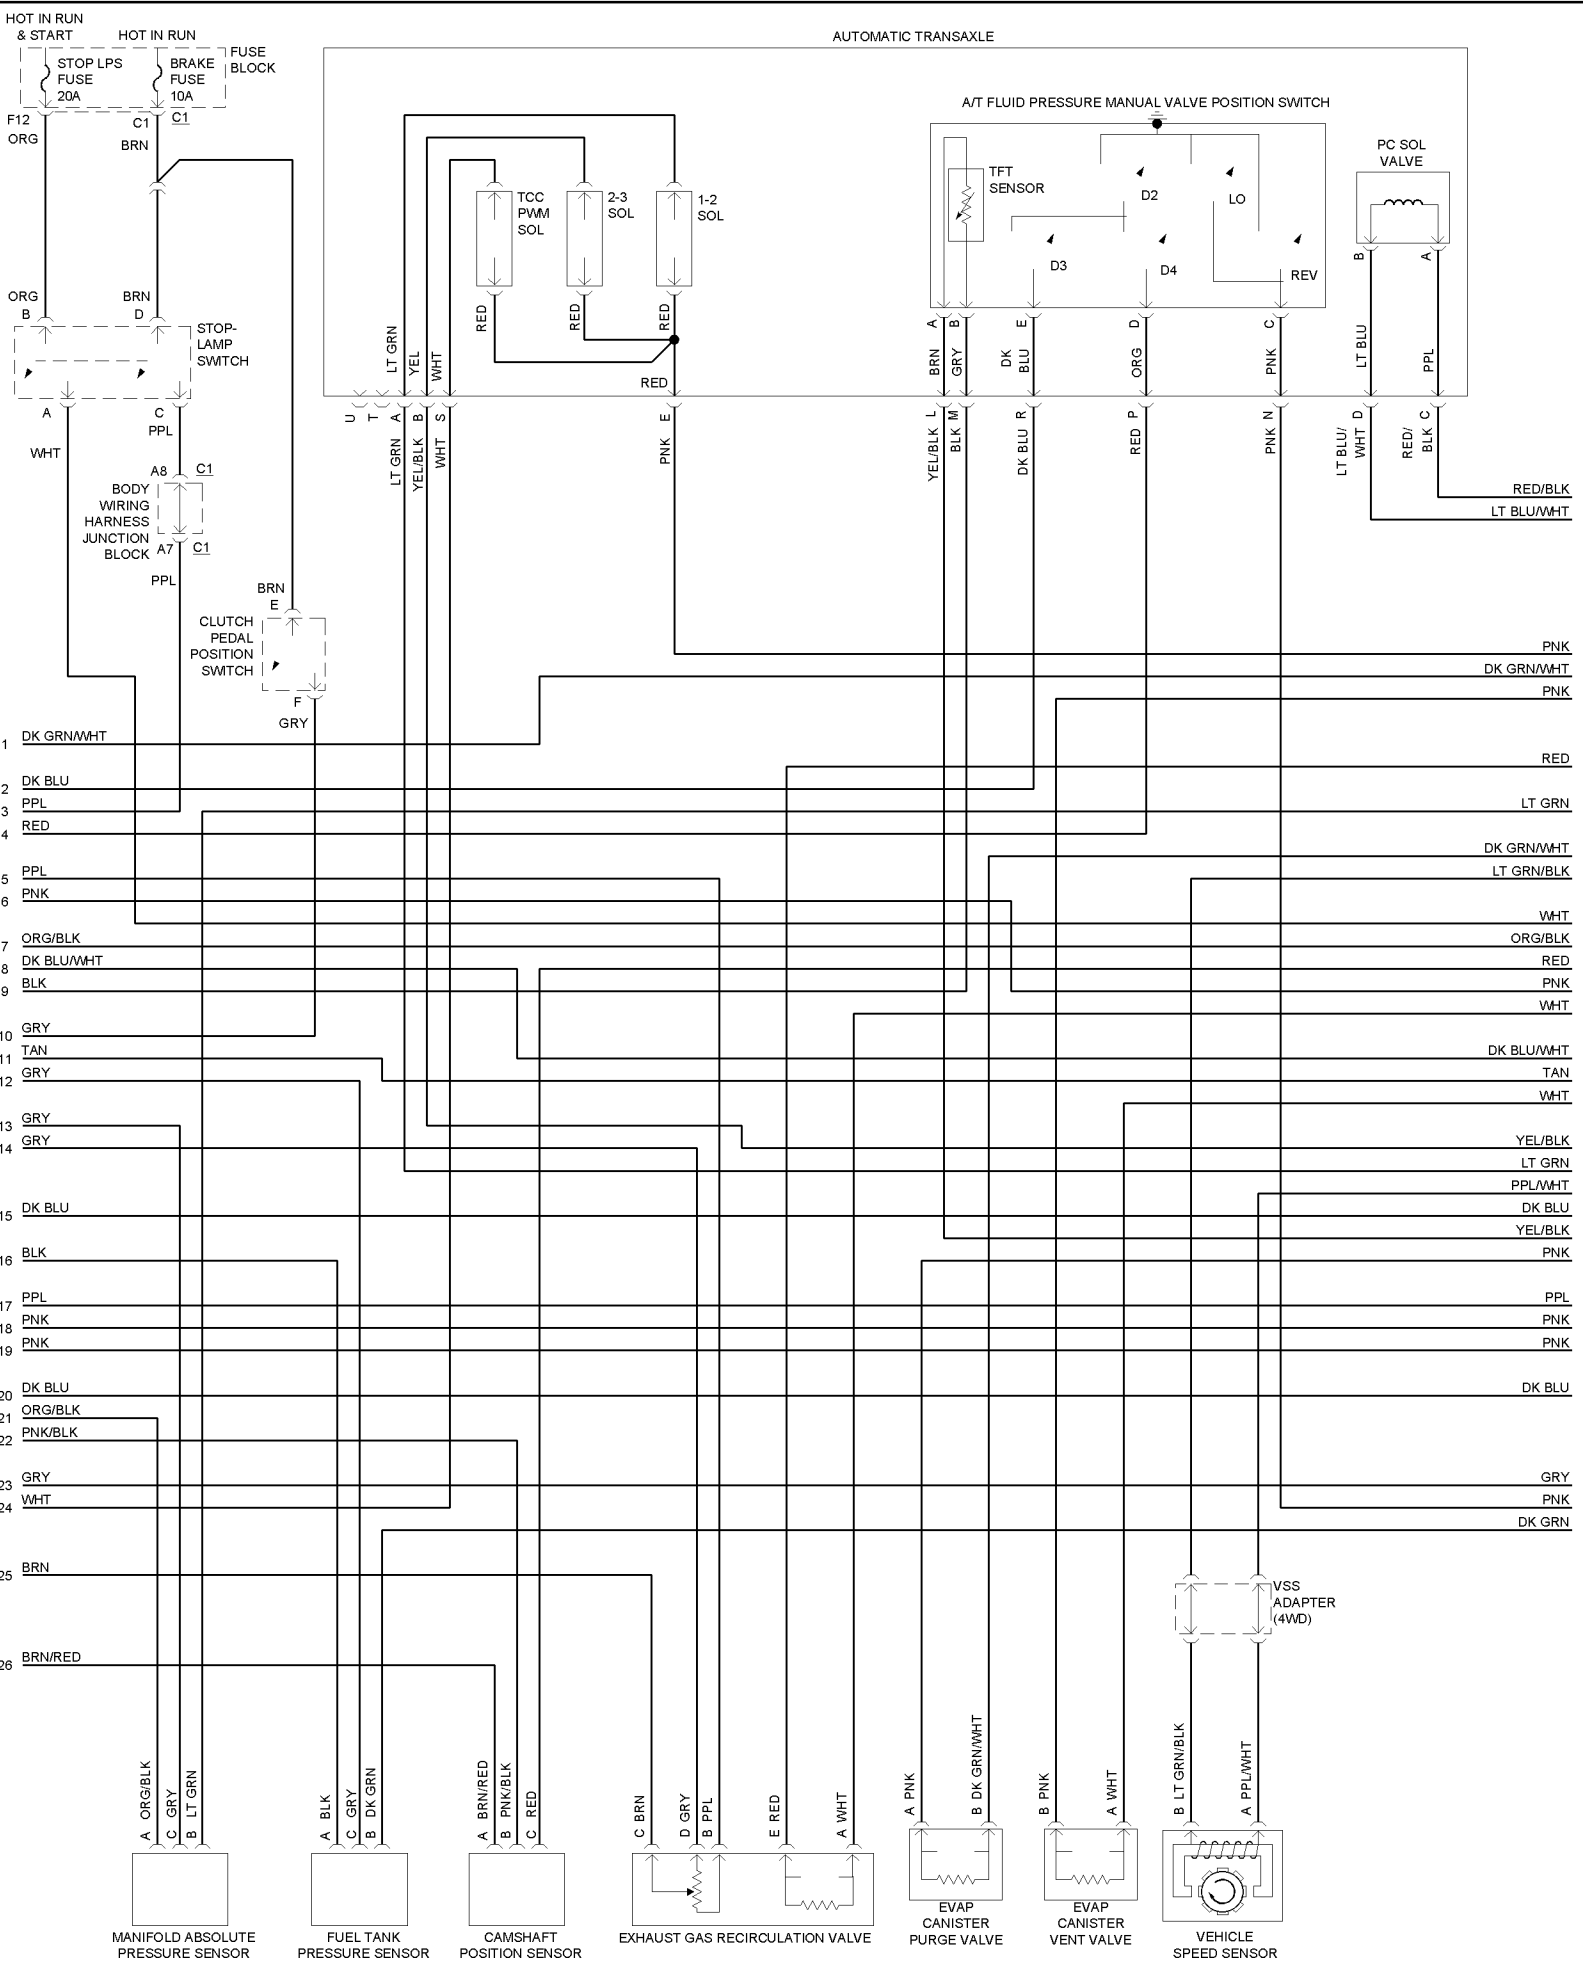 HOT IN RUN
& START
HOT IN RUN
FUSE
BLOCK
STOP LPS
FUSE
20A
BRAKE
FUSE
10A
F12
C1
C1
ORG
BRN
ORG
B
BRN
D
STOP-
LAMP
SWITCH
A
C
PPL
WHT
A8
C1
BODY
WIRING
HARNESS
JUNCTION
BLOCK
A7
C1
PPL
BRN
E
CLUTCH
PEDAL
POSITION
SWITCH
F
GRY
AUTOMATIC TRANSAXLE
TCC
PWM
SOL
2-3
SOL
1-2
SOL
RED
RED
RED
LT GRN
YEL
WHT
RED
U
T
A
B
S
E
LT GRN
YEL/BLK
WHT
PNK
A/T FLUID PRESSURE MANUAL VALVE POSITION SWITCH
TFT
SENSOR
D2
LO
D3
D4
REV
A
B
E
D
C
BRN
GRY
DK
BLU
ORG
PNK
L
M
R
P
N
YEL/BLK
BLK
DK BLU
RED
PNK
PC SOL
VALVE
B
A
LT BLU
PPL
D
C
LT BLU/
WHT
RED/
BLK
RED/BLK
LT BLU/WHT
PNK
DK GRN/WHT
PNK
1 DK GRN/WHT
RED
2 DK BLU
3 PPL
LT GRN
4 RED
DK GRN/WHT
5 PPL
LT GRN/BLK
6 PNK
WHT
7 ORG/BLK
ORG/BLK
8 DK BLU/WHT
RED
9 BLK
PNK
WHT
10 GRY
11 TAN
DK BLU/WHT
12 GRY
TAN
WHT
13 GRY
14 GRY
YEL/BLK
LT GRN
PPL/WHT
15 DK BLU
DK BLU
YEL/BLK
16 BLK
PNK
17 PPL
PPL
18 PNK
PNK
19 PNK
PNK
20 DK BLU
DK BLU
21 ORG/BLK
22 PNK/BLK
23 GRY
GRY
24 WHT
PNK
DK GRN
25 BRN
VSS
ADAPTER
(4WD)
26 BRN/RED
A ORG/BLK
C GRY
B LT GRN
A BLK
C GRY
B DK GRN
A BRN/RED
B PNK/BLK
C RED
C BRN
D GRY
B PPL
E RED
A WHT
A PNK
B DK GRN/WHT
B PNK
A WHT
B LT GRN/BLK
A PPL/WHT
MANIFOLD ABSOLUTE
PRESSURE SENSOR
FUEL TANK
PRESSURE SENSOR
CAMSHAFT
POSITION SENSOR
EXHAUST GAS RECIRCULATION VALVE
EVAP
CANISTER
PURGE VALVE
EVAP
CANISTER
VENT VALVE
VEHICLE
SPEED SENSOR